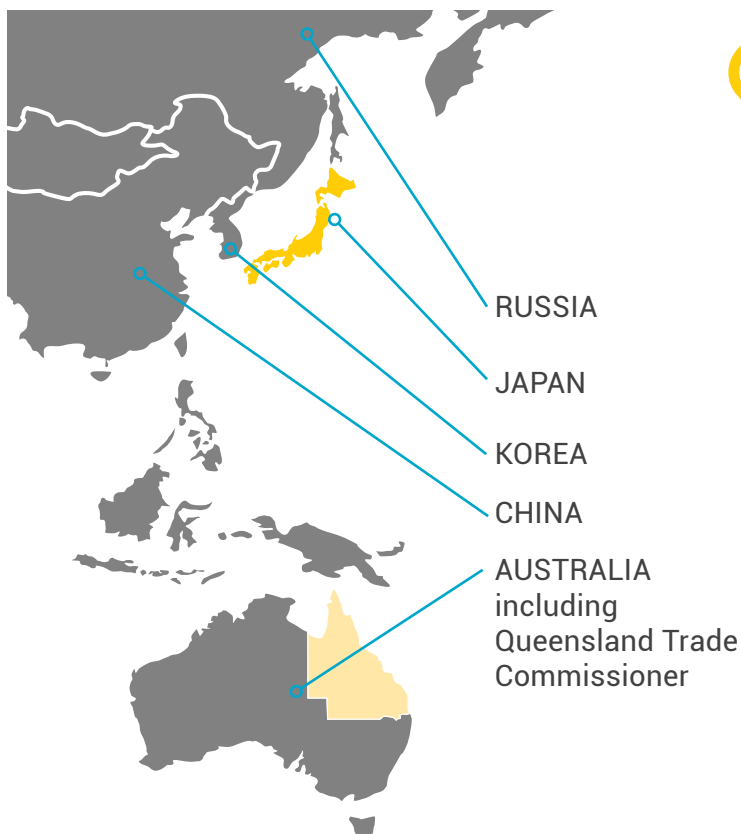 RUSSIA
JAPAN
KOREA
CHINA
AUSTRALIA
including
Queensland Trade
Commissioner